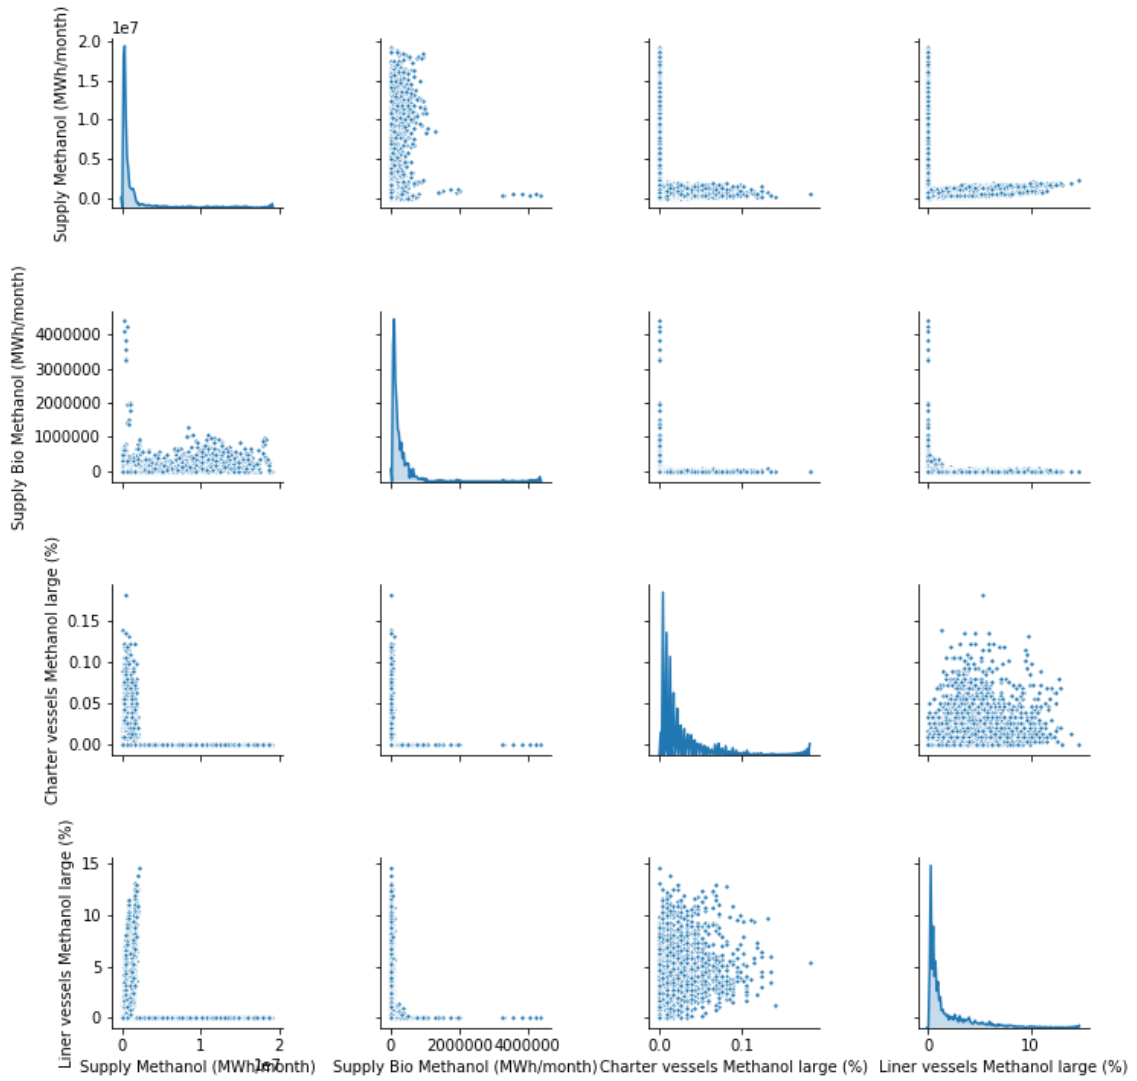 1e7
Supply Methanol (MWh/month)
2.0
1.5
1.0
0.5
0.0
Supply Bio Methanol (MWh/month)
4000000
3000000
2000000
1000000
0
Charter vessels Methanol large (%)
0.15
0.10
0.05
0.00
Liner vessels Methanol large (%)
15
10
5
0
0 1 2 0 2000000 4000000 0.0 0.1 0 10
Supply Methanol (MWh/month) Supply Bio Methanol (MWh/month) Charter vessels Methanol large (%) Liner vessels Methanol large (%)
1e7